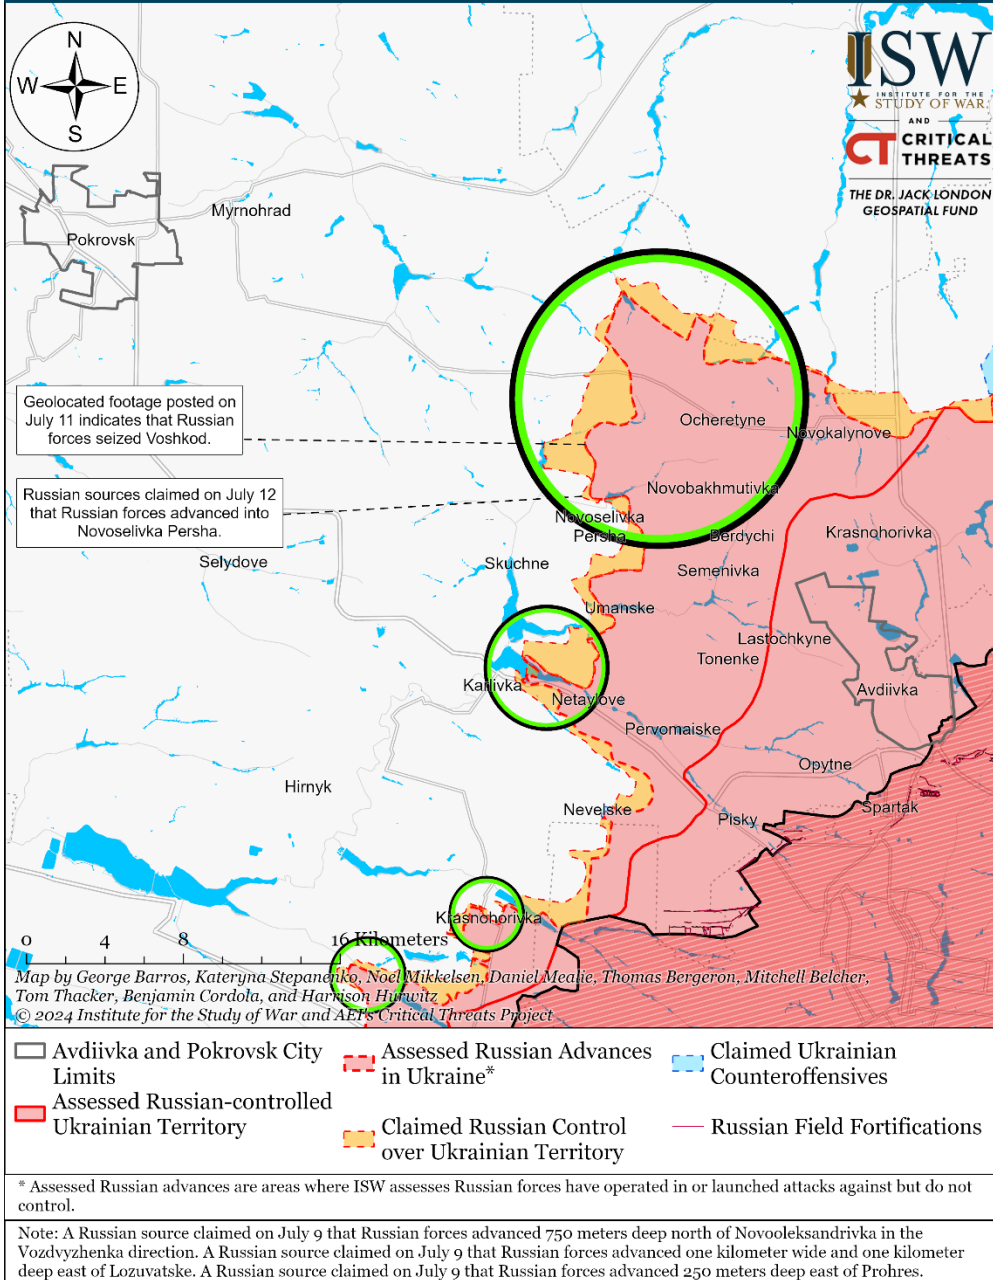 N
W E
S
ISW
INSTITUTE FOR THE
STUDY OF WAR
AND
CT CRITICAL
THREATS
THE DR. JACK LONDON
GEOSPATIAL FUND
Myrnohrad
Pokrovsk
Geolocated footage posted on
July 11 indicates that Russian
forces seized Voshkod.
Ocheretyne
Novokalynove
Russian sources claimed on July 12
that Russian forces advanced into
Novoselivka Persha.
Novobakhmutivka
Novoselivka
Persha
Berdychi
Krasnohorivka
Selydove
Skuchne
Semenivka
Umanske
Lastochkyne
Tonenke
Karlivka
Netaylove
Avdiivka
Pervomaiske
Opytne
Hirnyk
Nevelske
Pisky
Spartak
Krasnohorivka
0 4 8 16 Kilometers
Map by George Barros, Kateryna Stepanenko, Noel Mikkelsen, Daniel Mealie, Thomas Bergeron, Mitchell Belcher,
Tom Thacker, Benjamin Cordola, and Harrison Hurwitz
© 2024 Institute for the Study of War and AEI's Critical Threats Project
Avdiivka and Pokrovsk City
Limits
Assessed Russian-controlled
Ukrainian Territory
Assessed Russian Advances
in Ukraine*
Claimed Russian Control
over Ukrainian Territory
Claimed Ukrainian
Counteroffensives
Russian Field Fortifications
* Assessed Russian advances are areas where ISW assesses Russian forces have operated in or launched attacks against but do not
control.
Note: A Russian source claimed on July 9 that Russian forces advanced 750 meters deep north of Novooleksandrivka in the
Vozdvyzhenka direction. A Russian source claimed on July 9 that Russian forces advanced one kilometer wide and one kilometer
deep east of Lozuvatske. A Russian source claimed on July 9 that Russian forces advanced 250 meters deep east of Prohres.